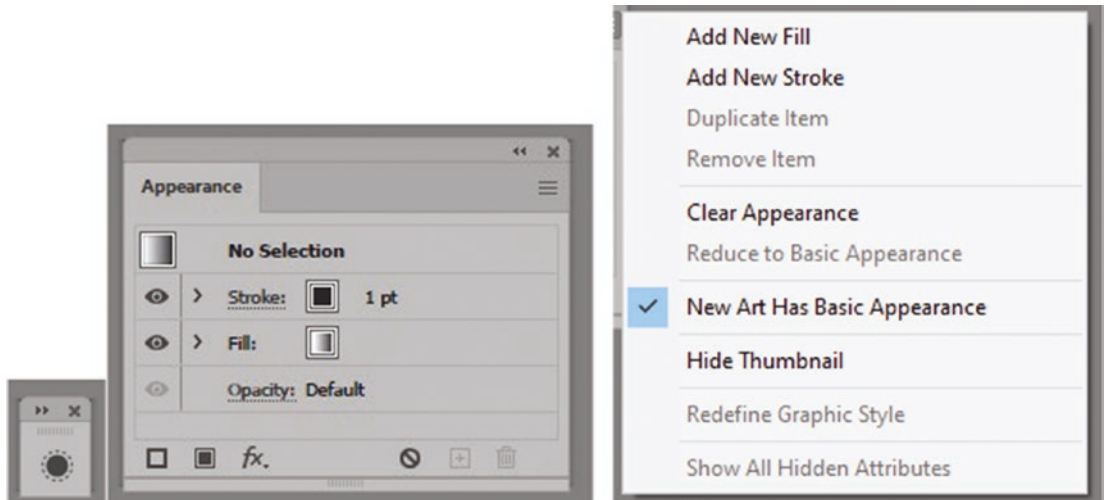 Appearance
No Selection
Stroke: 1 pt
Fill:
Opacity: Default
fx.
Add New Fill
Add New Stroke
Duplicate Item
Remove Item
Clear Appearance
Reduce to Basic Appearance
New Art Has Basic Appearance
Hide Thumbnail
Redefine Graphic Style
Show All Hidden Attributes